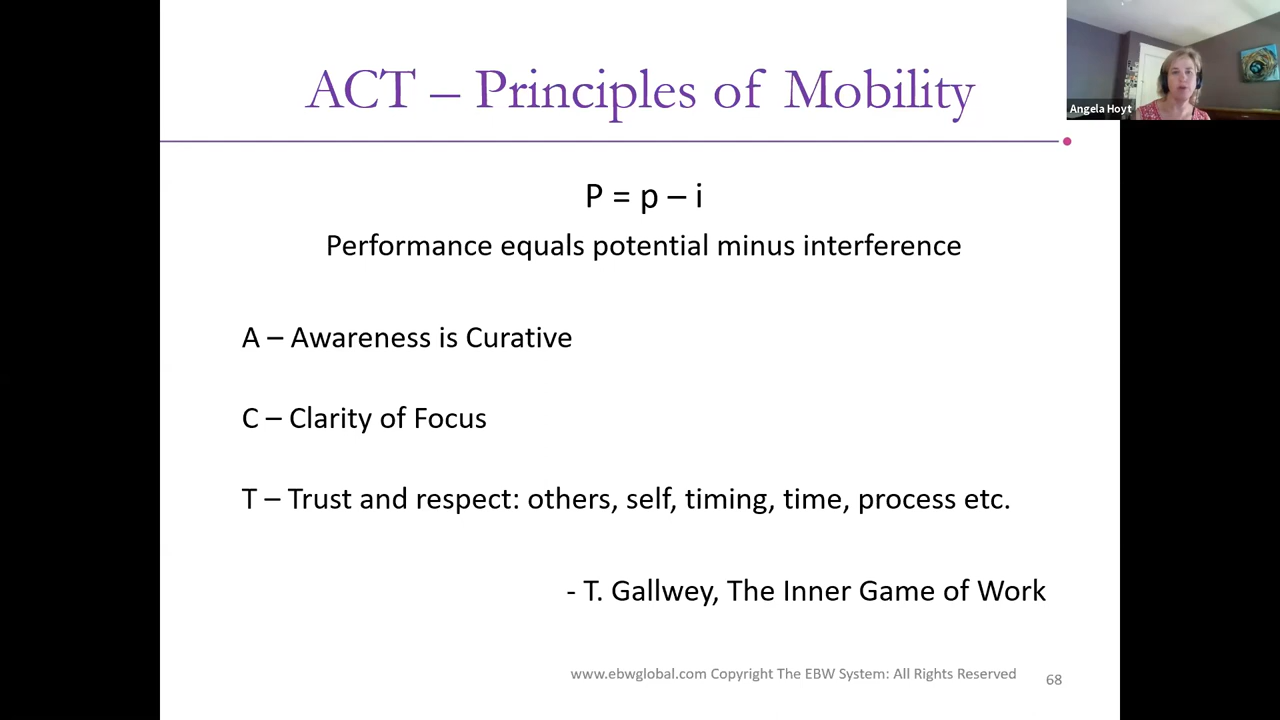 ACT – Principles of Mobility
Angela Hoyt
P = p – i
Performance equals potential minus interference
A – Awareness is Curative
C – Clarity of Focus
T – Trust and respect: others, self, timing, time, process etc.
- T. Gallwey, The Inner Game of Work
www.ebwglobal.com Copyright The EBW System: All Rights Reserved
68